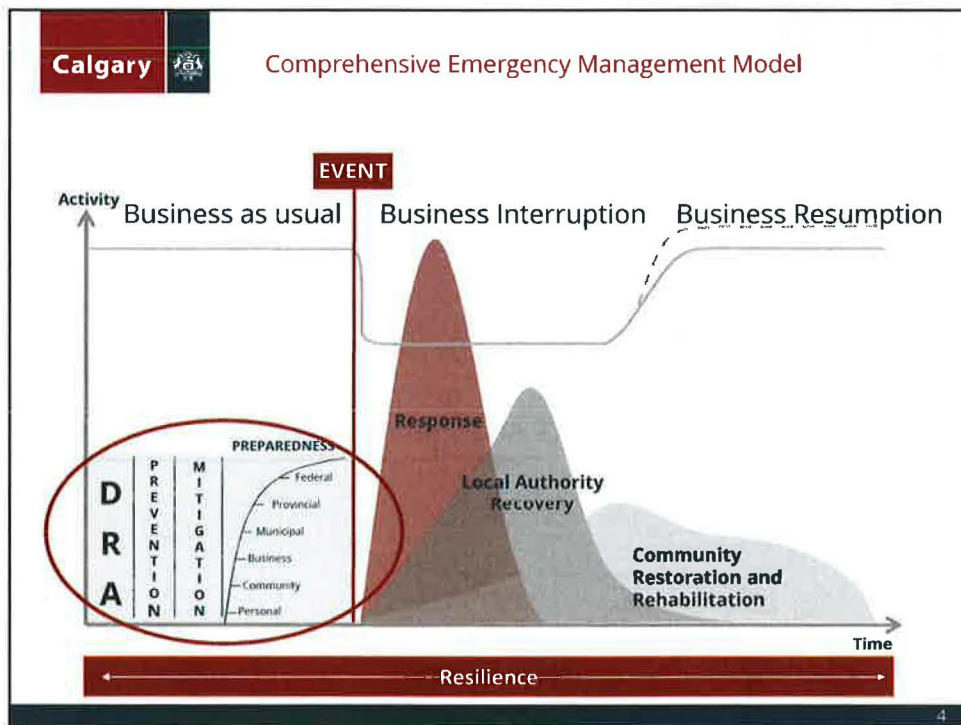 Calgary
Comprehensive Emergency Management Model
EVENT
Activity
Business as usual
Business Interruption
Business Resumption
Response
Local Authority
Recovery
Community
Restoration and
Rehabilitation
DRA
PREVENTION
MITIGATION
PREPAREDNESS
Federal
Provincial
Municipal
Business
Community
Personal
Time
Resilience
4